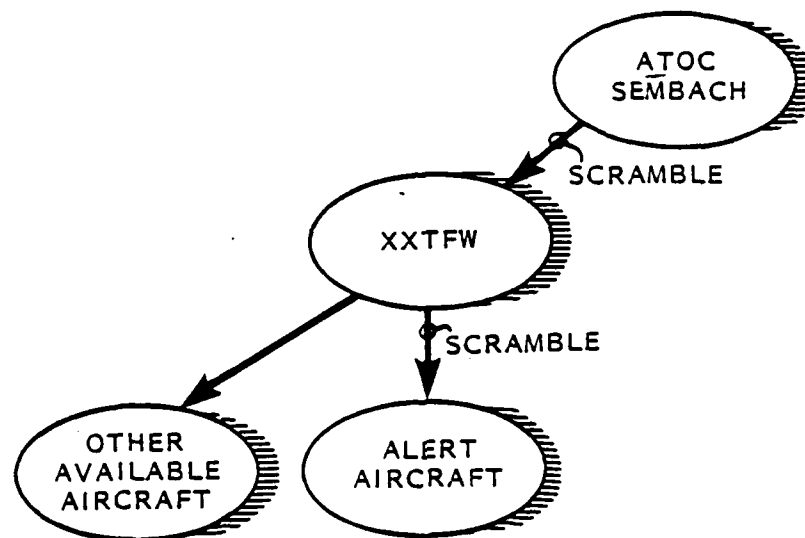 ATOC
SEMBACH
SCRAMBLE
XXTFW
SCRAMBLE
OTHER
AVAILABLE
AIRCRAFT
ALERT
AIRCRAFT